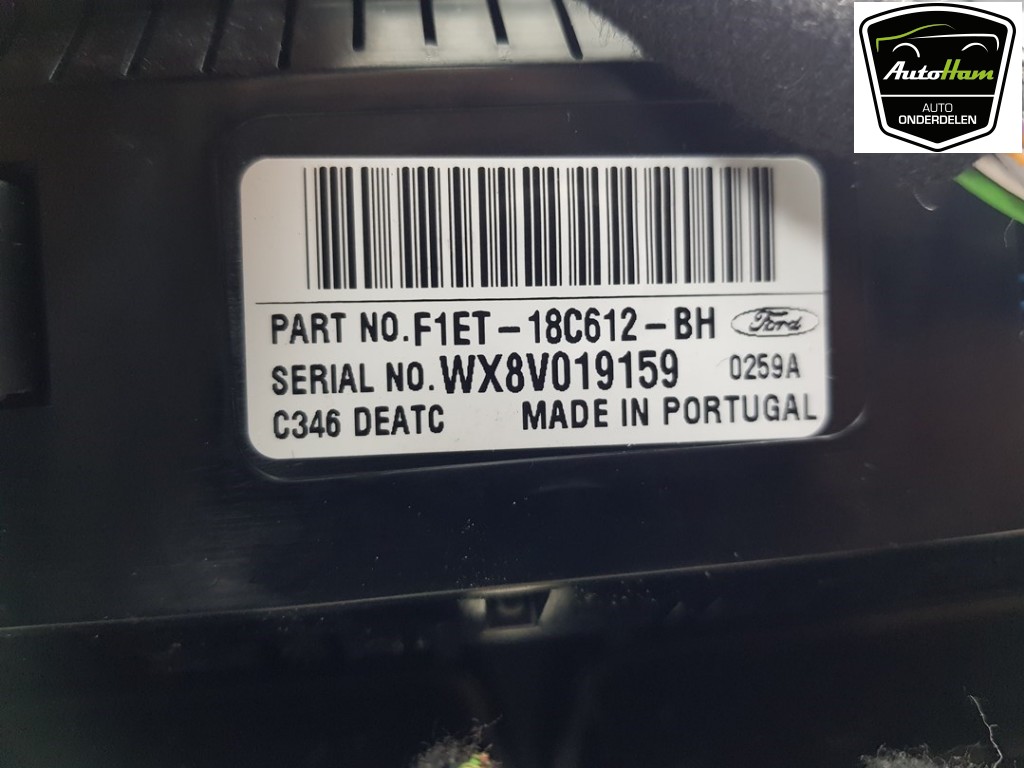 AutoHam
AUTO
ONDERDELEN
PART NO. F1ET-18C612-BH Ford
SERIAL NO. WX8V019159 0259A
C346 DEATC MADE IN PORTUGAL